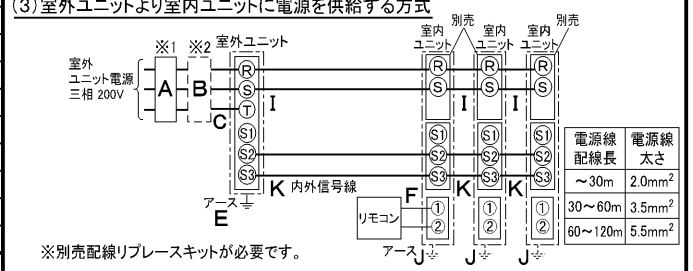 (3)室外ユニットより室内ユニットに電源を供給する方式
※1 ※2 室外ユニット
室内ユニット 別売 室内ユニット 室内ユニット 別売
室外
ユニット電源
三相 200V
A B C
R
S
T
S1
S2
S3
I
R
S
S1
S2
S3
①
②
I
R
S
S1
S2
S3
①
②
I
R
S
S1
S2
S3
①
②
K 内外信号線
F K K
リモコン
アース
E
アース J J J
電源線配線長 電源線太さ
～30m 2.0mm²
30～60m 3.5mm²
60～120m 5.5mm²
※別売配線リプレースキットが必要です。